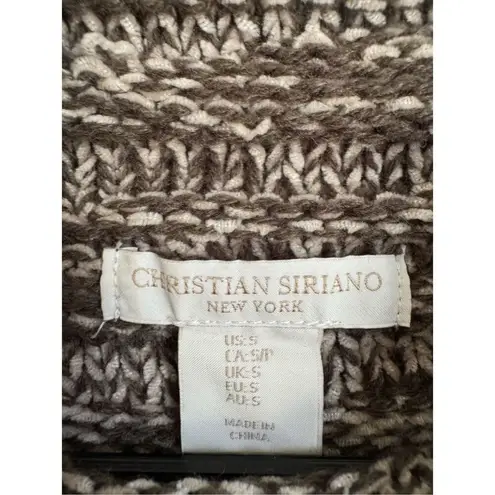 CHRISTIAN SIRIANO
NEW YORK
US:S
CA:S/P
UK:S
EU:S
AU:S
MADE IN
CHINA